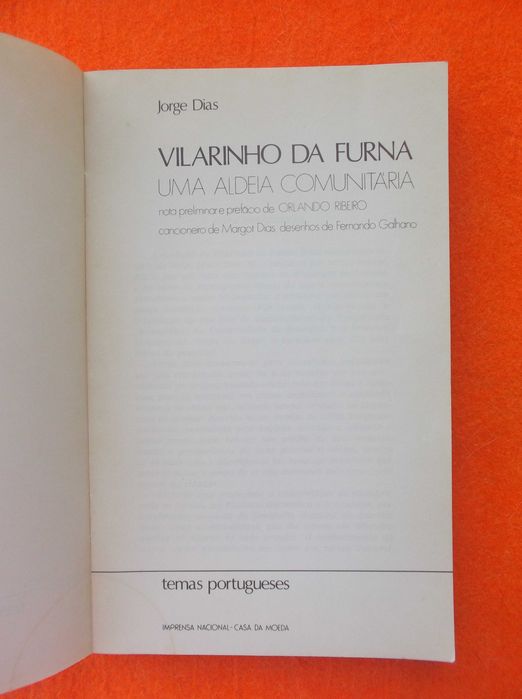 Jorge Dias
VILARINHO DA FURNA
UMA ALDEIA COMUNITÁRIA
nota preliminar e prefácio de ORLANDO RIBEIRO
cancioneiro de Margot Dias desenhos de Fernando Galhano
temas portugueses
IMPRENSA NACIONAL-CASA DA MOEDA